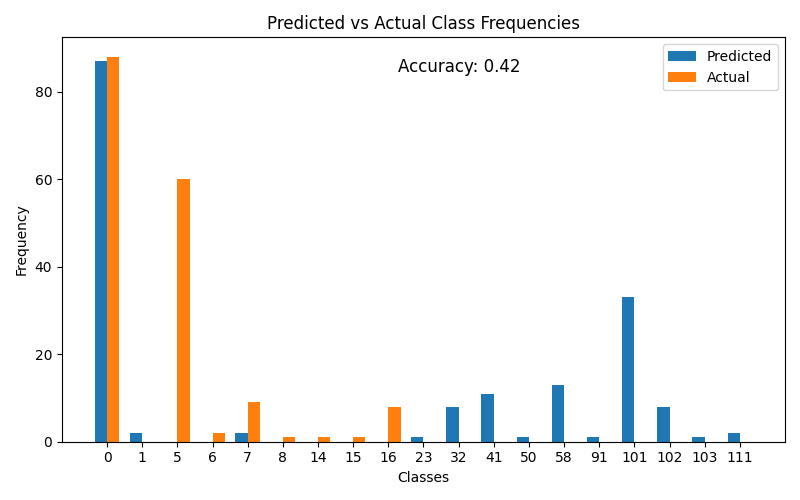 Predicted vs Actual Class Frequencies
Accuracy: 0.42
Predicted
Actual
Frequency
80
60
40
20
0
0 1 5 6 7 8 14 15 16 23 32 41 50 58 91 101 102 103 111
Classes